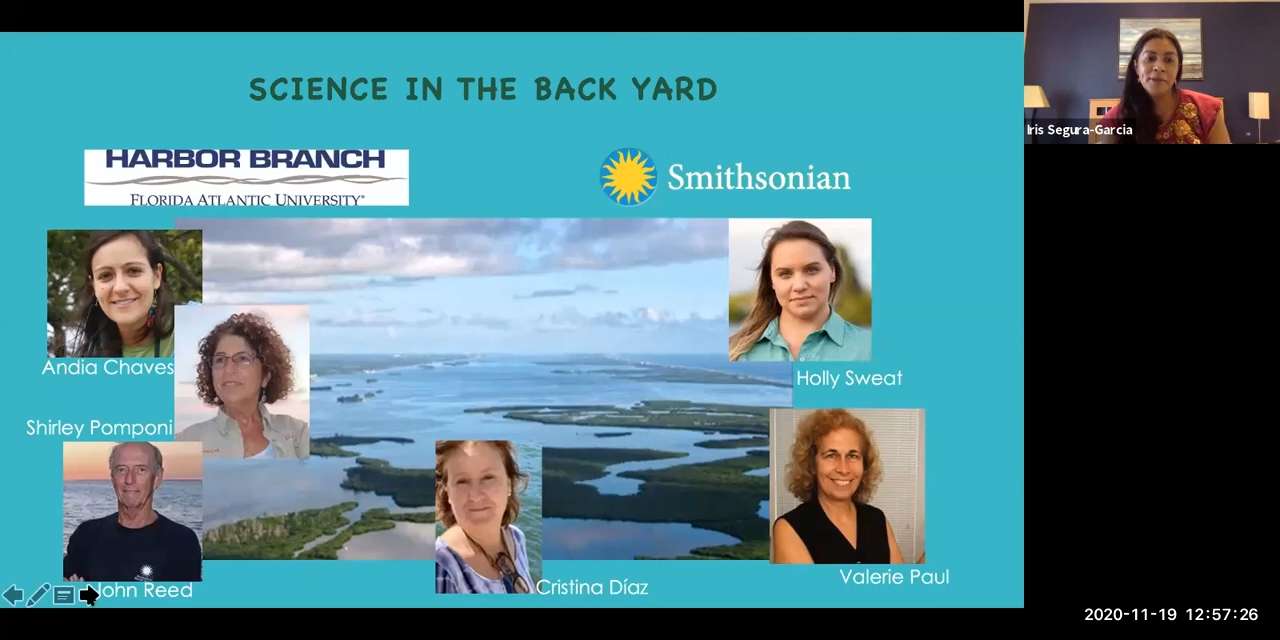 SCIENCE IN THE BACK YARD
HARBOR BRANCH
FLORIDA ATLANTIC UNIVERSITY®
Smithsonian
Iris Segura-Garcia
Andia Chaves
Holly Sweat
Shirley Pomponi
John Reed
Cristina Díaz
Valerie Paul
2020-11-19 12:57:26